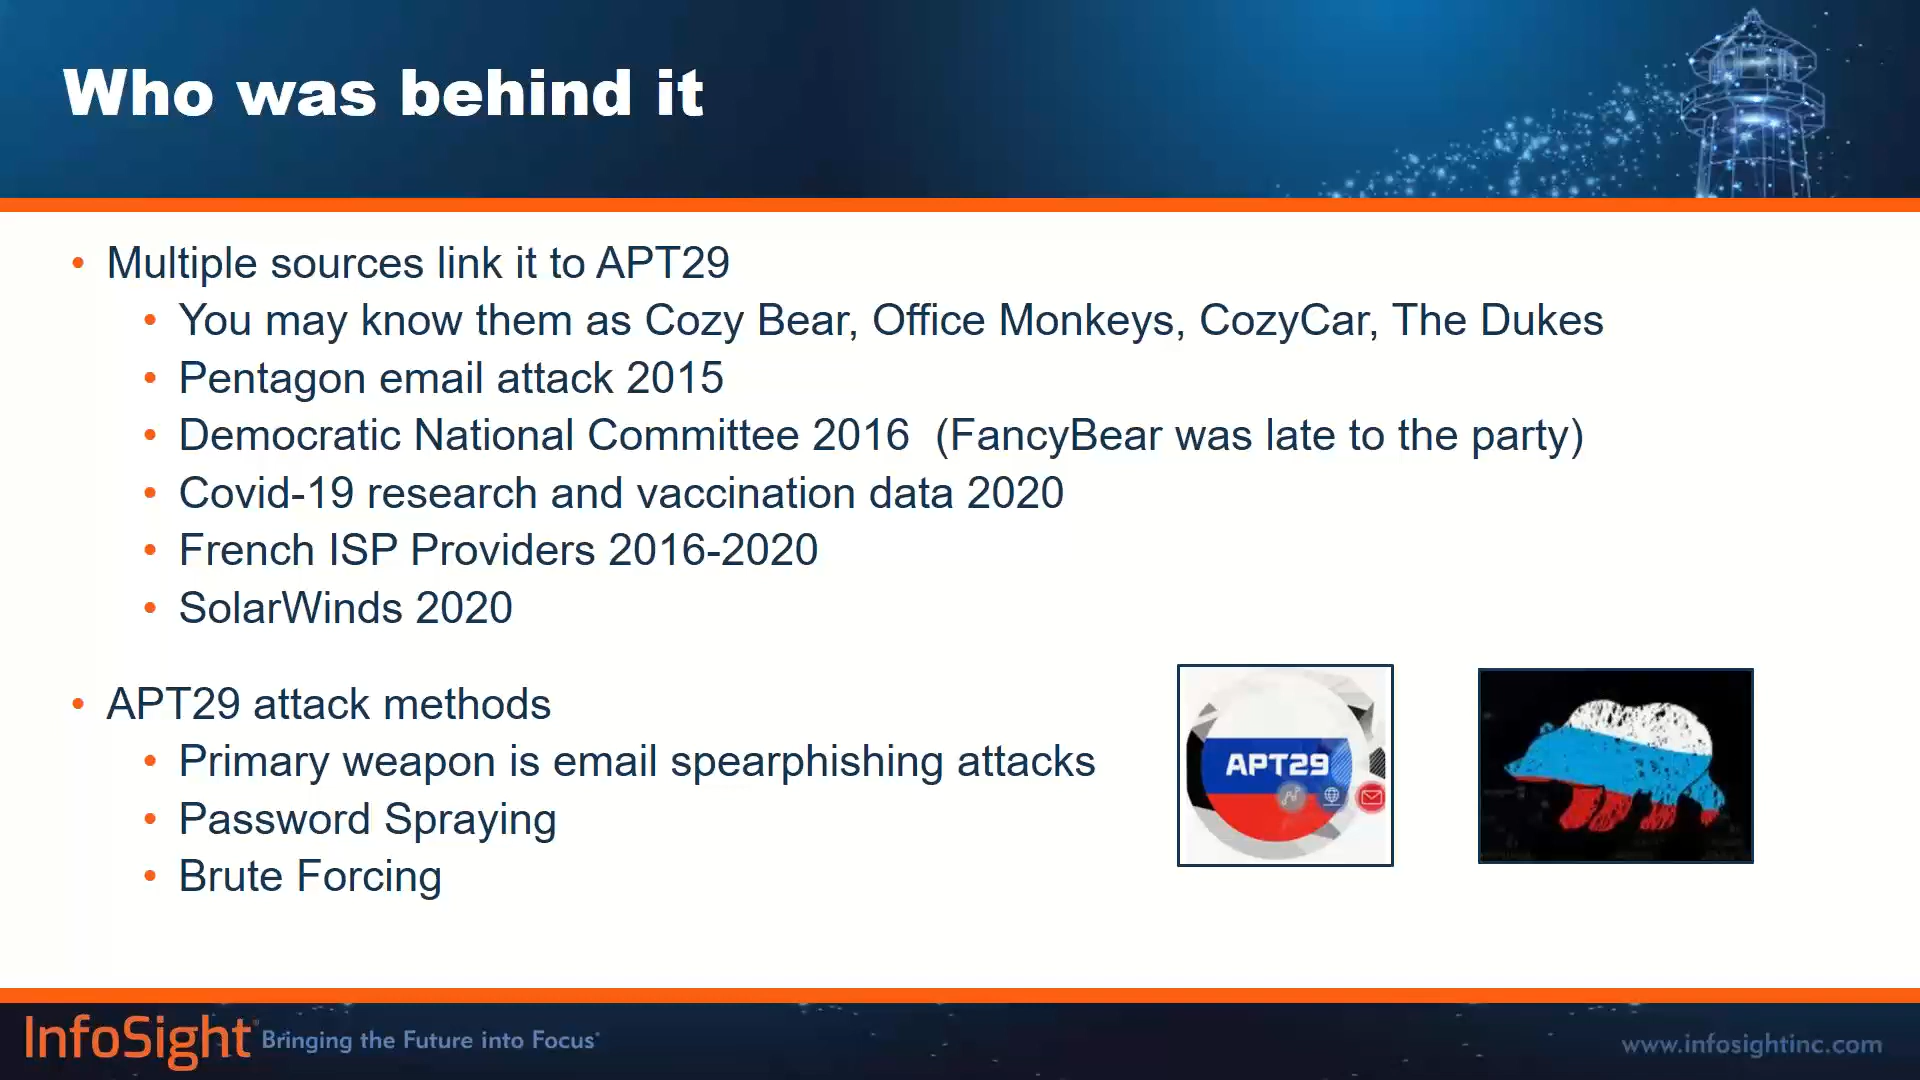 Who was behind it
• Multiple sources link it to APT29
• You may know them as Cozy Bear, Office Monkeys, CozyCar, The Dukes
• Pentagon email attack 2015
• Democratic National Committee 2016  (FancyBear was late to the party)
• Covid-19 research and vaccination data 2020
• French ISP Providers 2016-2020
• SolarWinds 2020
• APT29 attack methods
• Primary weapon is email spearphishing attacks
• Password Spraying
• Brute Forcing
APT29
InfoSight® Bringing the Future into Focus®
www.infosightinc.com